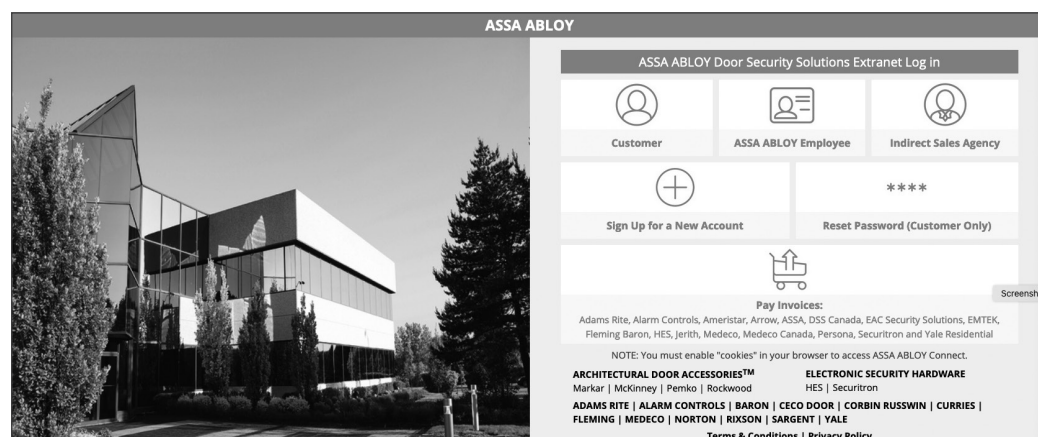 ASSA ABLOY
ASSA ABLOY Door Security Solutions Extranet Log in
Customer
ASSA ABLOY Employee
Indirect Sales Agency
****
Sign Up for a New Account
Reset Password (Customer Only)
Pay Invoices:
Adams Rite, Alarm Controls, Ameristar, Arrow, ASSA, DSS Canada, EAC Security Solutions, EMTEK,
Fleming Baron, HES, Jerith, Medeco, Medeco Canada, Persona, Securitron and Yale Residential
Screensh
NOTE: You must enable "cookies" in your browser to access ASSA ABLOY Connect.
ARCHITECTURAL DOOR ACCESSORIES™
Markar | McKinney | Pemko | Rockwood
ELECTRONIC SECURITY HARDWARE
HES | Securitron
ADAMS RITE | ALARM CONTROLS | BARON | CECO DOOR | CORBIN RUSSWIN | CURRIES |
FLEMING | MEDECO | NORTON | RIXSON | SARGENT | YALE
Terms & Conditions | Privacy Policy